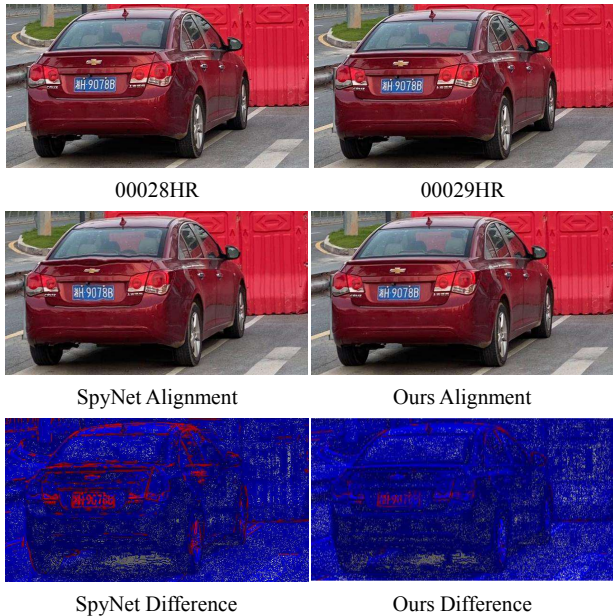 湘H 9078B
湘H 9078B
00028HR
00029HR
湘H 9078B
湘H 9078B
SpyNet Alignment
Ours Alignment
SpyNet Difference
Ours Difference